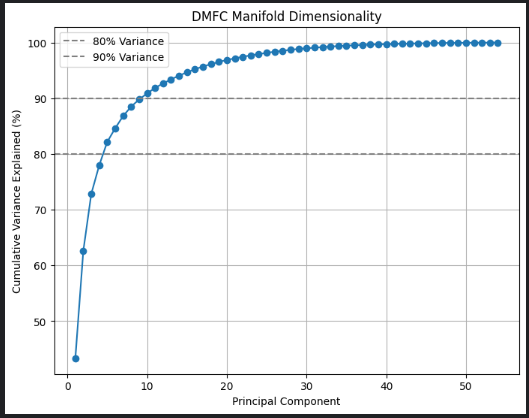 DMFC Manifold Dimensionality
80% Variance
90% Variance
Cumulative Variance Explained (%)
100
90
80
70
60
50
0 10 20 30 40 50
Principal Component